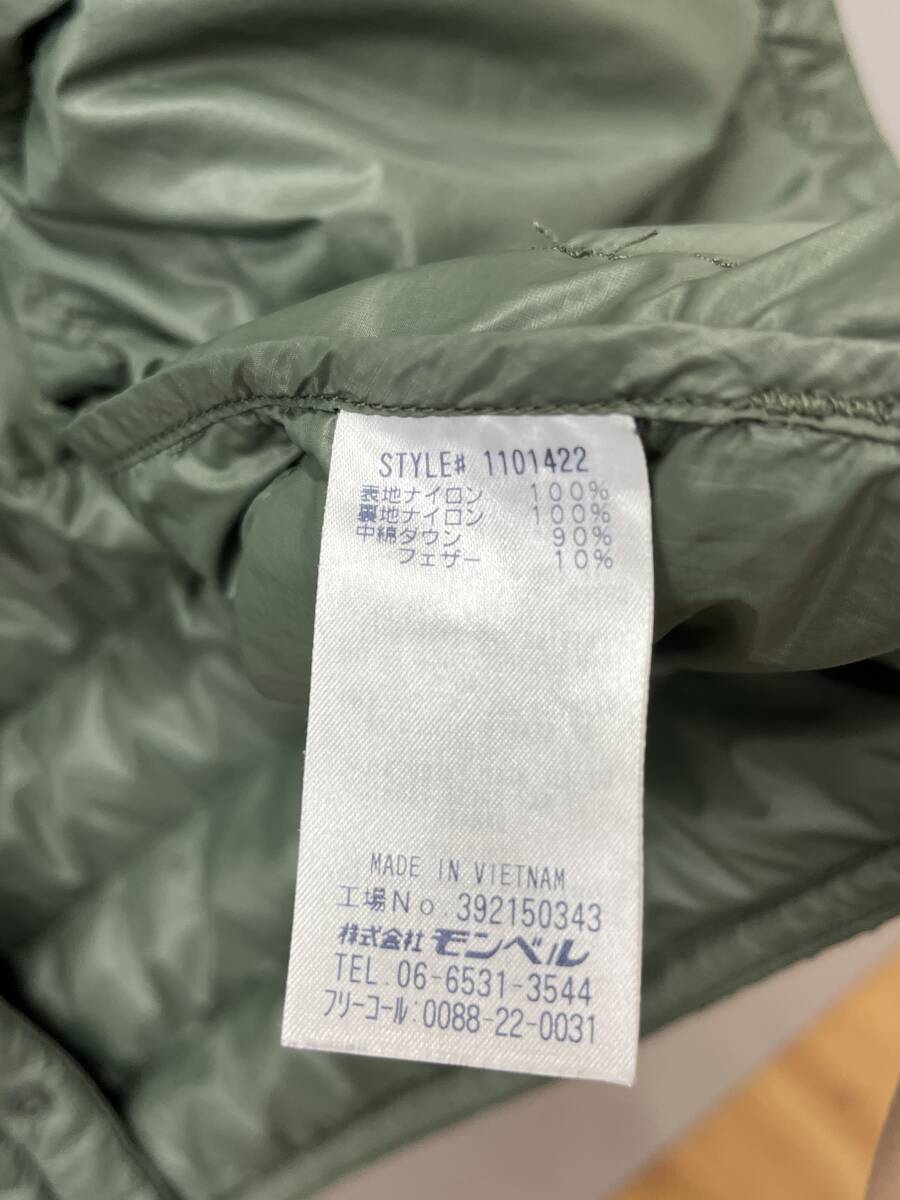 STYLE# 1101422
表地ナイロン 100%
裏地ナイロン 100%
中綿ダウン 90%
フェザー 10%
MADE IN VIETNAM
工場No. 392150343
株式会社モンベル
TEL.06-6531-3544
フリーコール:0088-22-0031